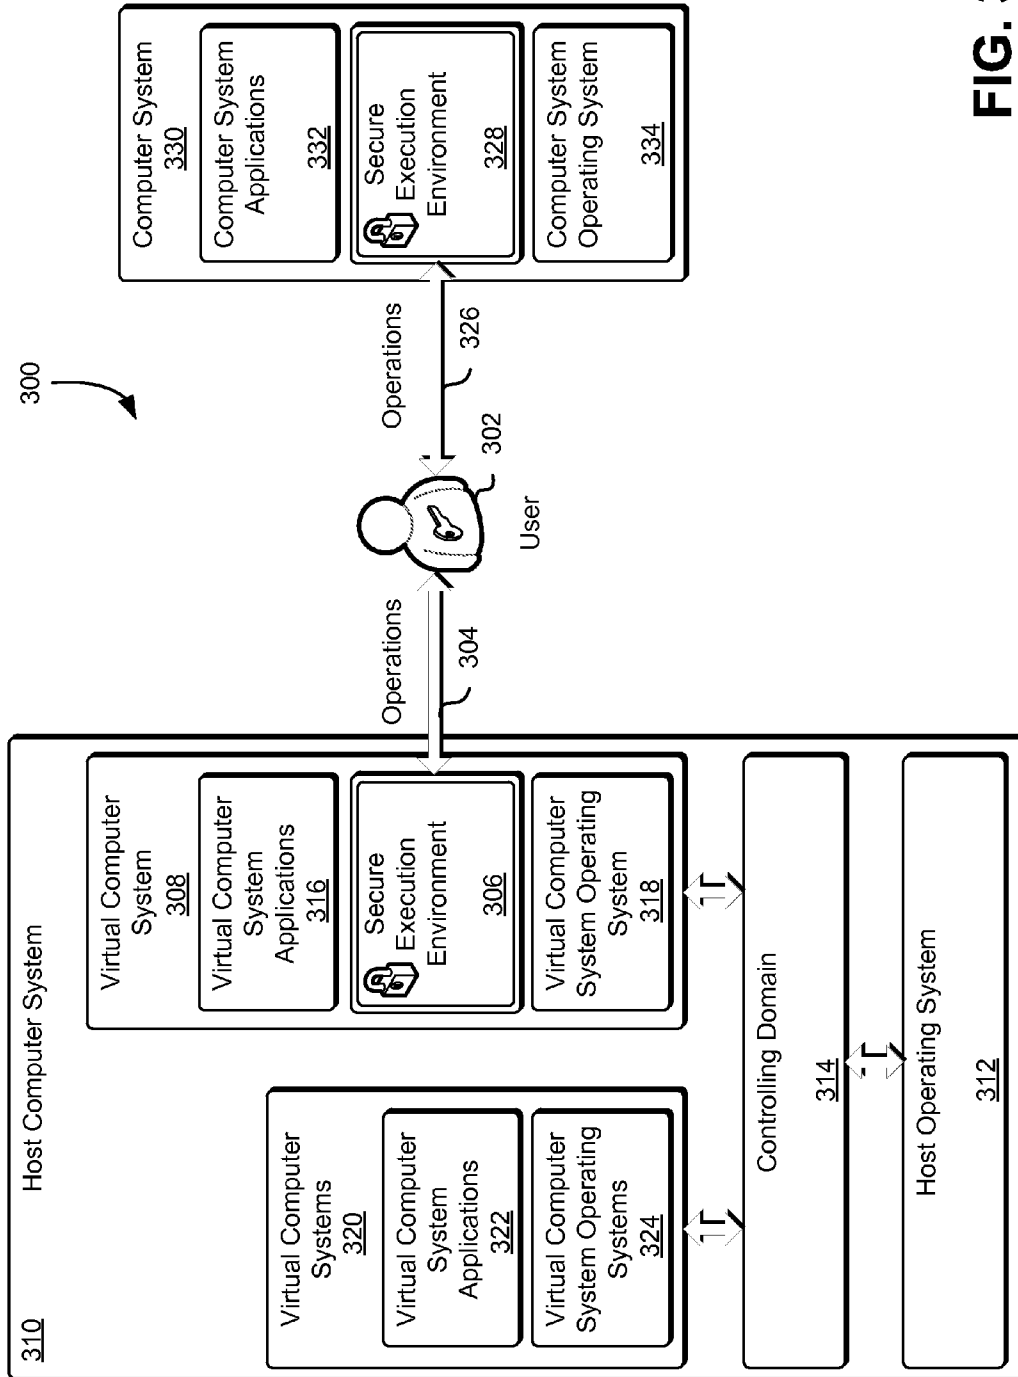 310
Host Computer System
Virtual Computer
Systems
320
Virtual Computer
System
Applications
322
Virtual Computer
System Operating
Systems
324
Virtual Computer
System
308
Virtual Computer
System
Applications
316
Secure
Execution
Environment
306
Virtual Computer
System Operating
System
318
Controlling Domain
314
Host Operating System
312
Operations
304
300
User
302
Operations
326
Computer System
330
Computer System
Applications
332
Secure
Execution
Environment
328
Computer System
Operating System
334
FIG.